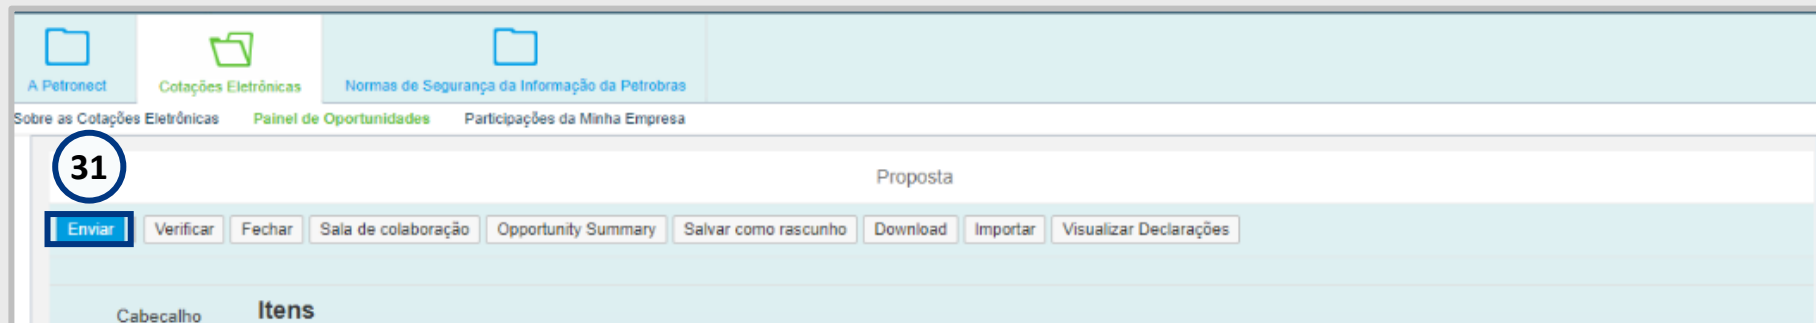 A Petronect
Cotações Eletrônicas
Normas de Segurança da Informação da Petrobras
Sobre as Cotações Eletrônicas Painel de Oportunidades Participações da Minha Empresa
31
Proposta
Enviar Verificar Fechar Sala de colaboração Opportunity Summary Salvar como rascunho Download Importar Visualizar Declarações
Cabeçalho
Itens